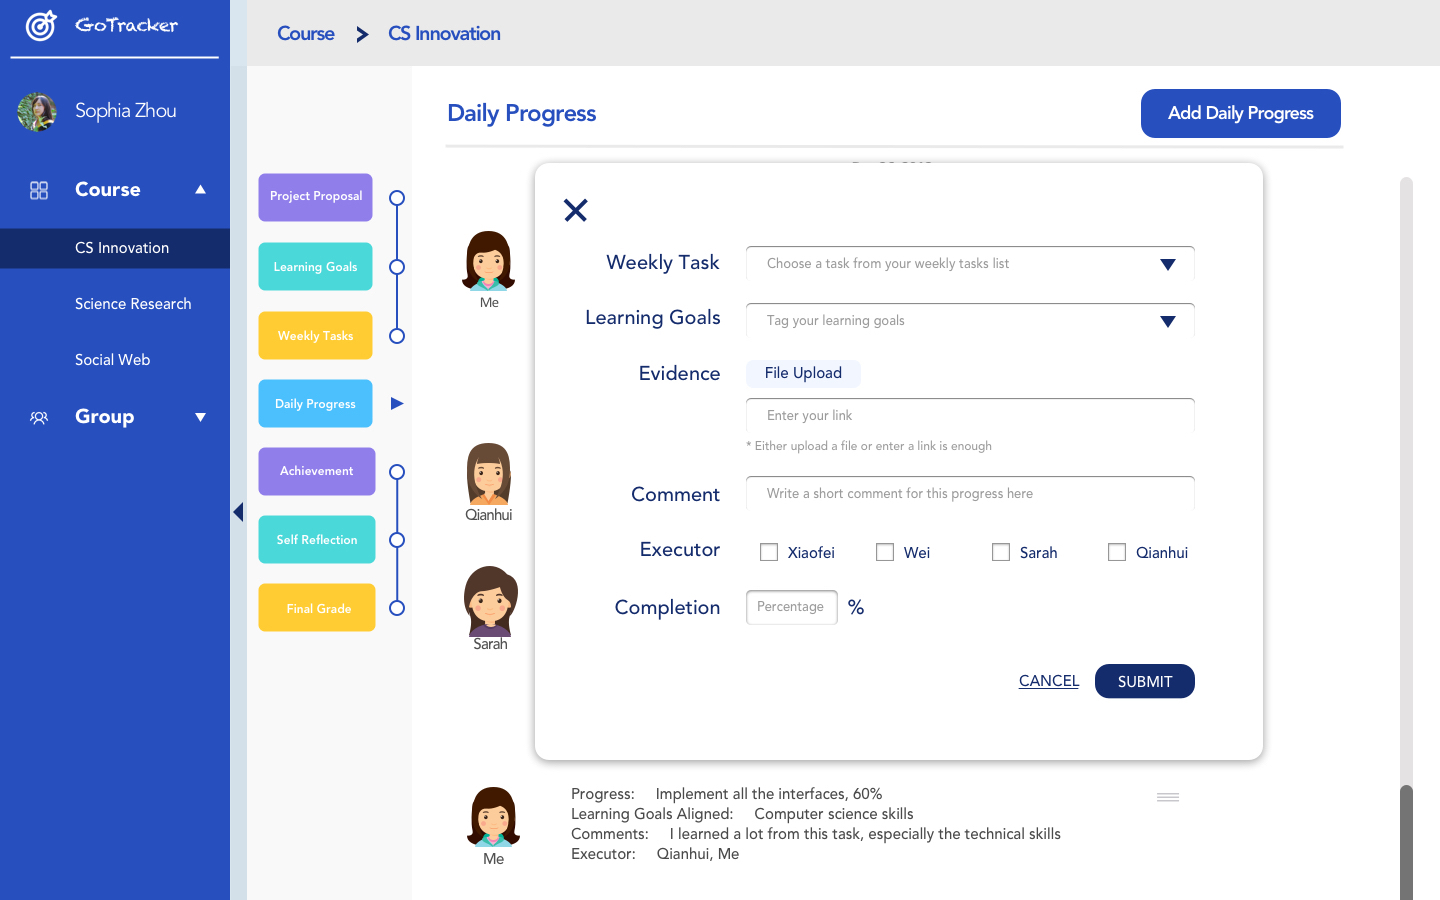 GoTracker
Course > CS Innovation
Sophia Zhou
Daily Progress
Add Daily Progress
Course
CS Innovation
Science Research
Social Web
Group
Project Proposal
Learning Goals
Weekly Tasks
Daily Progress
Achievement
Self Reflection
Final Grade
Me
Qianhui
Sarah
Weekly Task
Choose a task from your weekly tasks list
Learning Goals
Tag your learning goals
Evidence
File Upload
Enter your link
* Either upload a file or enter a link is enough
Comment
Write a short comment for this progress here
Executor
Xiaofei Wei Sarah Qianhui
Completion
Percentage %
CANCEL
SUBMIT
Me
Progress: Implement all the interfaces, 60%
Learning Goals Aligned: Computer science skills
Comments: I learned a lot from this task, especially the technical skills
Executor: Qianhui, Me